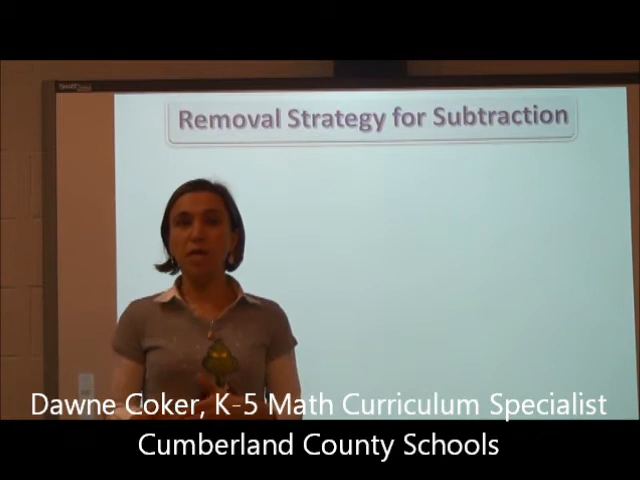 Removal Strategy for Subtraction
Dawne Coker, K-5 Math Curriculum Specialist
Cumberland County Schools